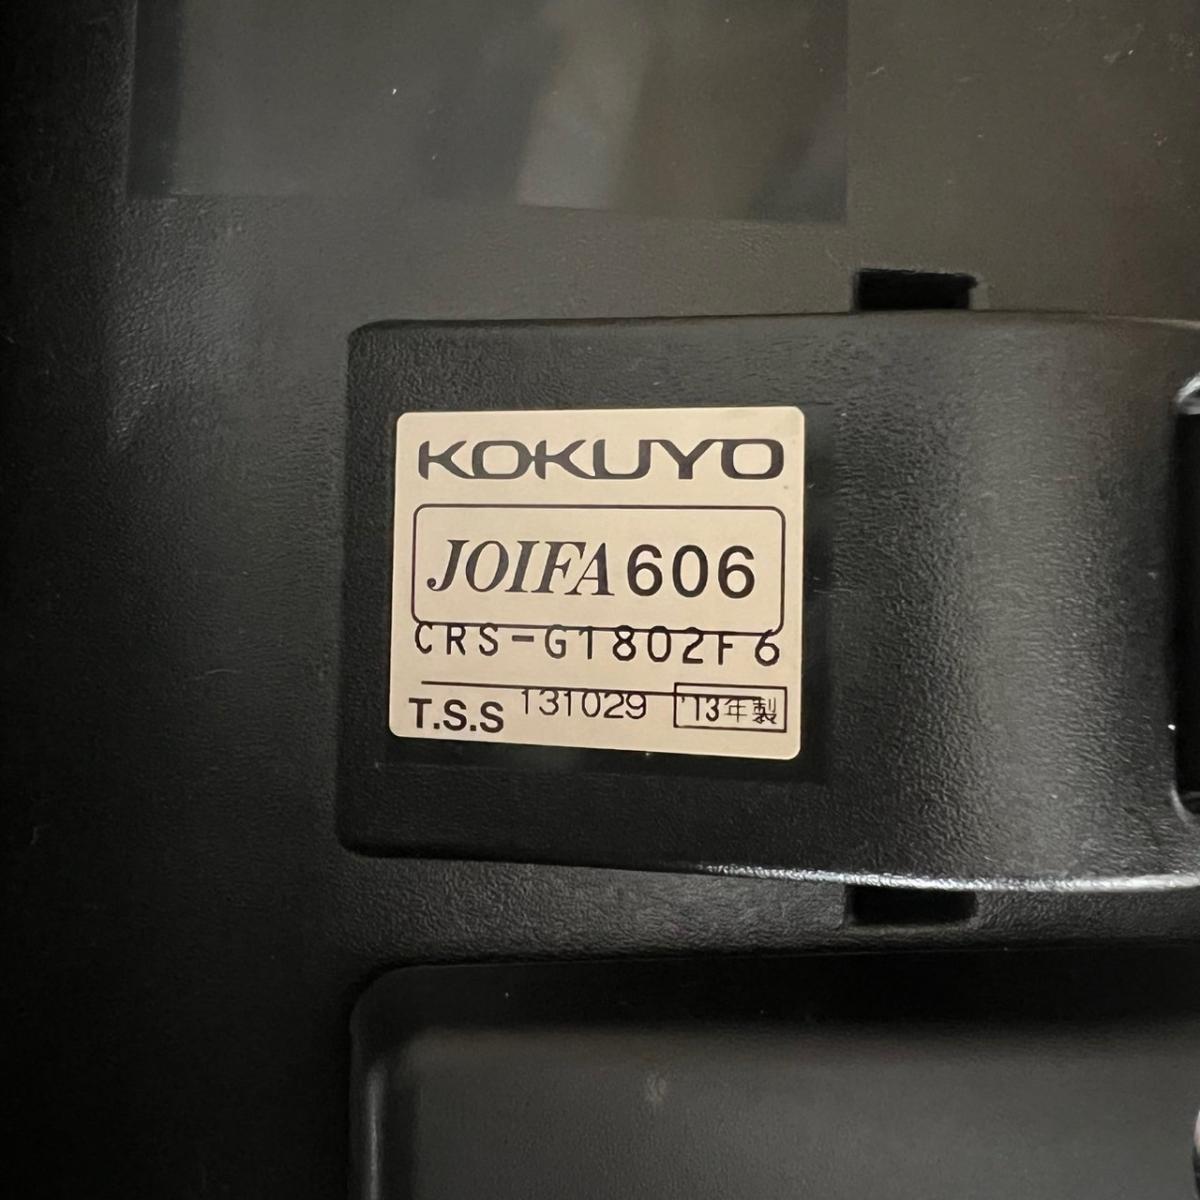 KOKUYO
JOIFA606
CRS-G1802F6
T.S.S 131029 '13年製